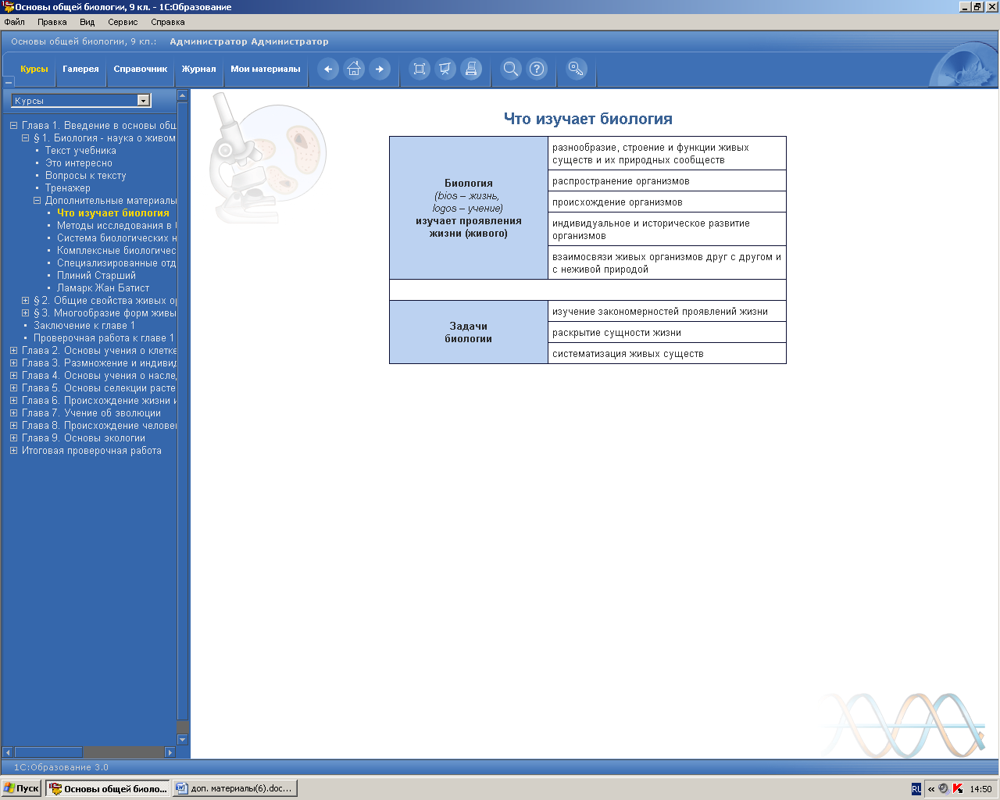 Основы общей биологии, 9 кл. - 1С:Образование
Файл Правка Вид Сервис Справка
Основы общей биологии, 9 кл.: Администратор Администратор
Курсы Галерея Справочник Журнал Мои материалы
Курсы
Глава 1. Введение в основы общ
§ 1. Биология - наука о живом
Текст учебника
Это интересно
Вопросы к тексту
Тренажер
Дополнительные материалы
Что изучает биология
Методы исследования в
Система биологических н
Комплексные биологичес
Специализированные отд
Плиний Старший
Ламарк Жан Батист
§ 2. Общие свойства живых ор
§ 3. Многообразие форм живы
Заключение к главе 1
Проверочная работа к главе 1
Глава 2. Основы учения о клетке
Глава 3. Размножение и индивид
Глава 4. Основы учения о наслед
Глава 5. Основы селекции расте
Глава 6. Происхождение жизни и
Глава 7. Учение об эволюции
Глава 8. Происхождение человек
Глава 9. Основы экологии
Итоговая проверочная работа
Что изучает биология
Биология
(bios – жизнь,
logos – учение)
изучает проявления
жизни (живого)
разнообразие, строение и функции живых
существ и их природных сообществ
распространение организмов
происхождение организмов
индивидуальное и историческое развитие
организмов
взаимосвязи живых организмов друг с другом и
с неживой природой
Задачи
биологии
изучение закономерностей проявлений жизни
раскрытие сущности жизни
систематизация живых существ
1С:Образование 3.0
Пуск Основы общей биоло... доп. материалы(6).doc... RL « 14:50